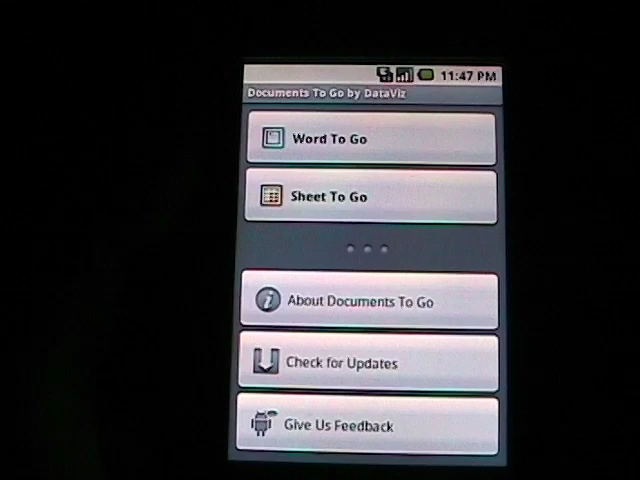 11:47 PM
Documents To Go by DataViz
Word To Go
Sheet To Go
About Documents To Go
Check for Updates
Give Us Feedback